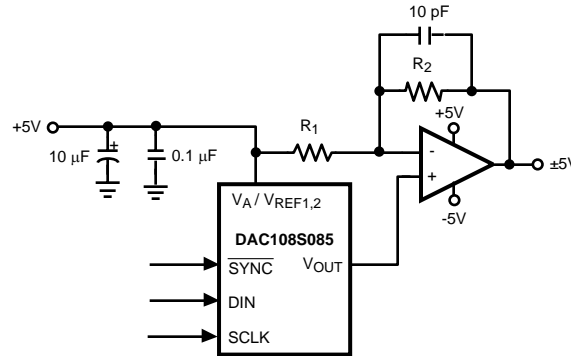 10 pF
R2
+5V
R1
+5V
10 µF
+
0.1 µF
-
+
±5V
-5V
VA / VREF1,2
DAC108S085
SYNC
VOUT
DIN
SCLK